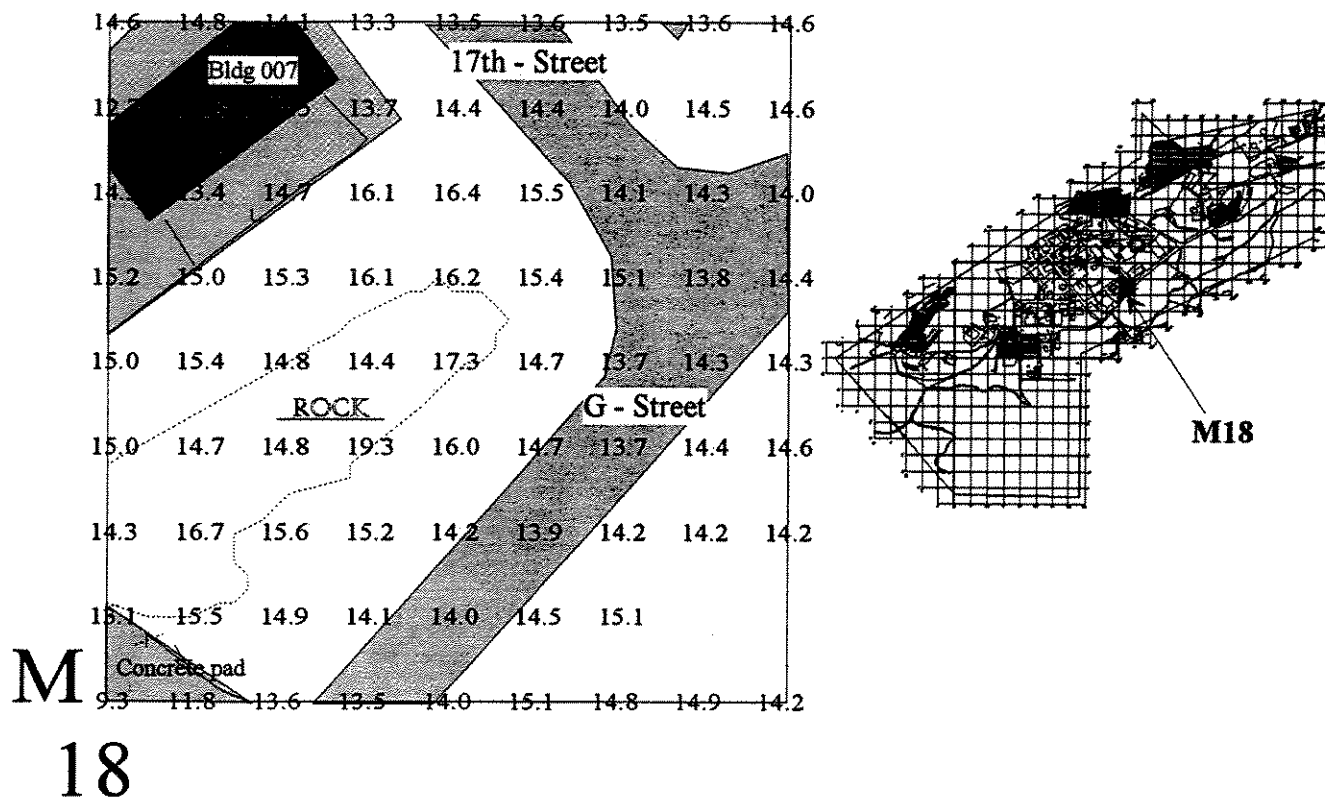 14.6 14.8 14.1 13.3 13.5 13.6 13.5 13.6 14.6
17th - Street
Bldg 007
13.7 14.4 14.4 14.0 14.5 14.6
13.4 14.7 16.1 16.4 15.5 14.1 14.3 14.0
15.2 15.0 15.3 16.1 16.2 15.4 15.1 13.8 14.4
15.0 15.4 14.8 14.4 17.3 14.7 13.7 14.3 14.3
ROCK
G - Street
M18
15.0 14.7 14.8 19.3 16.0 14.7 13.7 14.4 14.6
14.3 16.7 15.6 15.2 14.2 13.9 14.2 14.2 14.2
15.5 14.9 14.1 14.0 14.5 15.1
Concrete pad
M
9.3 11.8 13.6 13.5 14.0 15.1 14.8 14.9 14.2
18